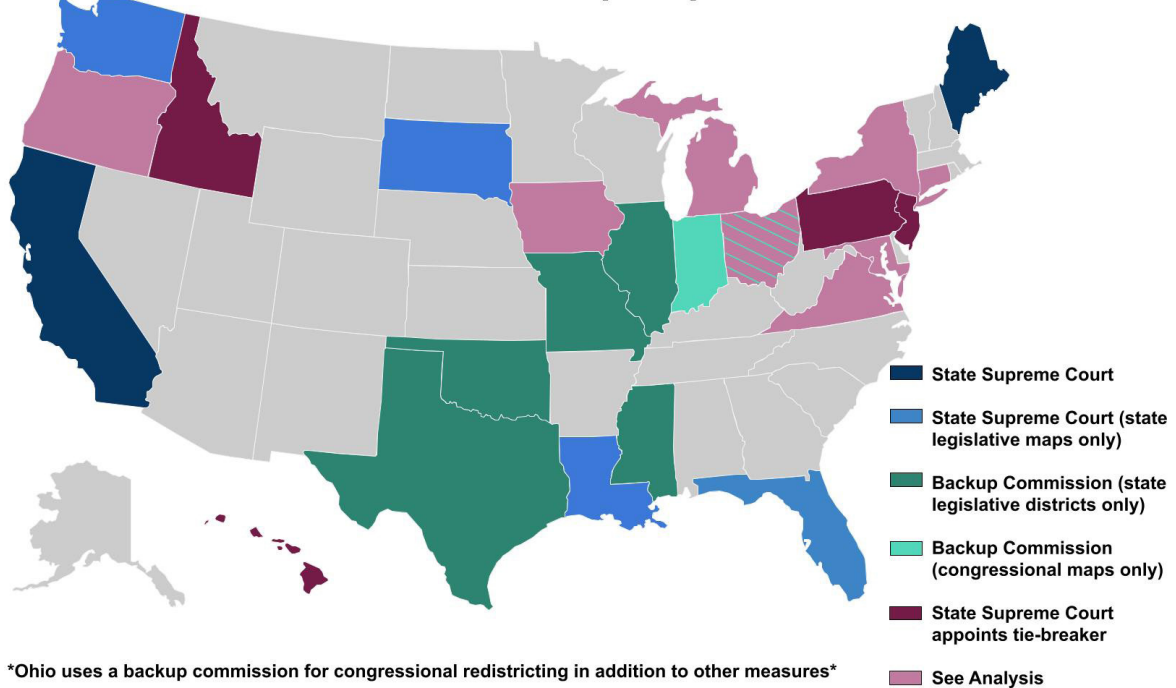 State Supreme Court
State Supreme Court (state
legislative maps only)
Backup Commission (state
legislative districts only)
Backup Commission
(congressional maps only)
State Supreme Court
appoints tie-breaker
*Ohio uses a backup commission for congressional redistricting in addition to other measures*
See Analysis